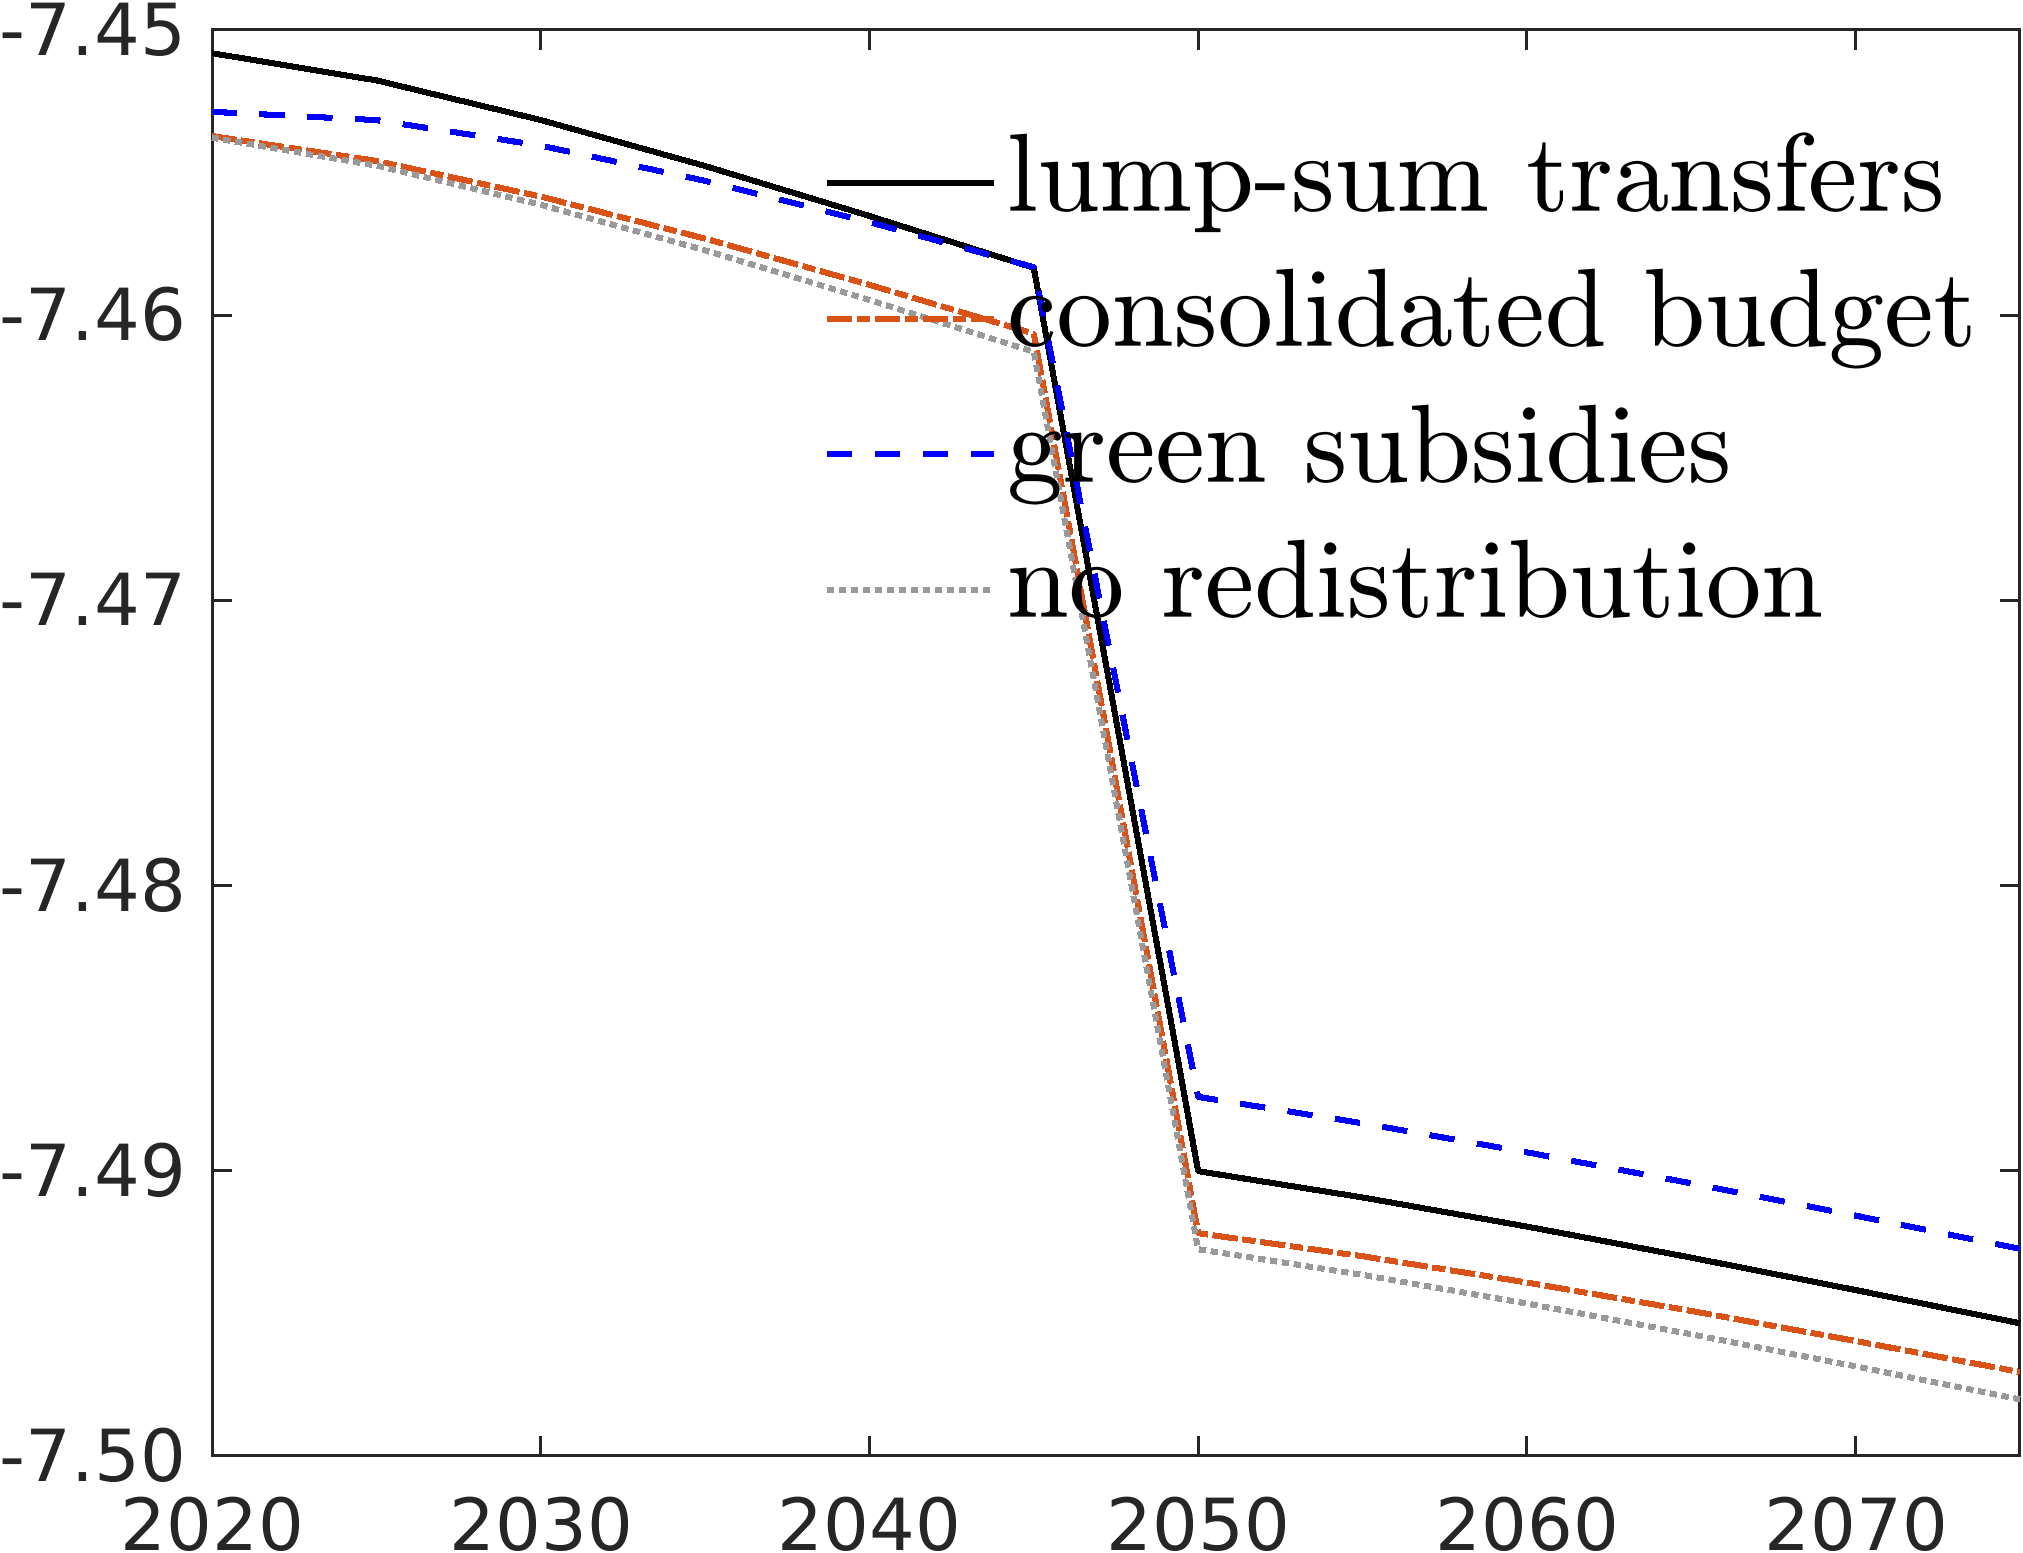 -7.45
-7.46
-7.47
-7.48
-7.49
-7.50
2020 2030 2040 2050 2060 2070
lump-sum transfers
consolidated budget
green subsidies
no redistribution